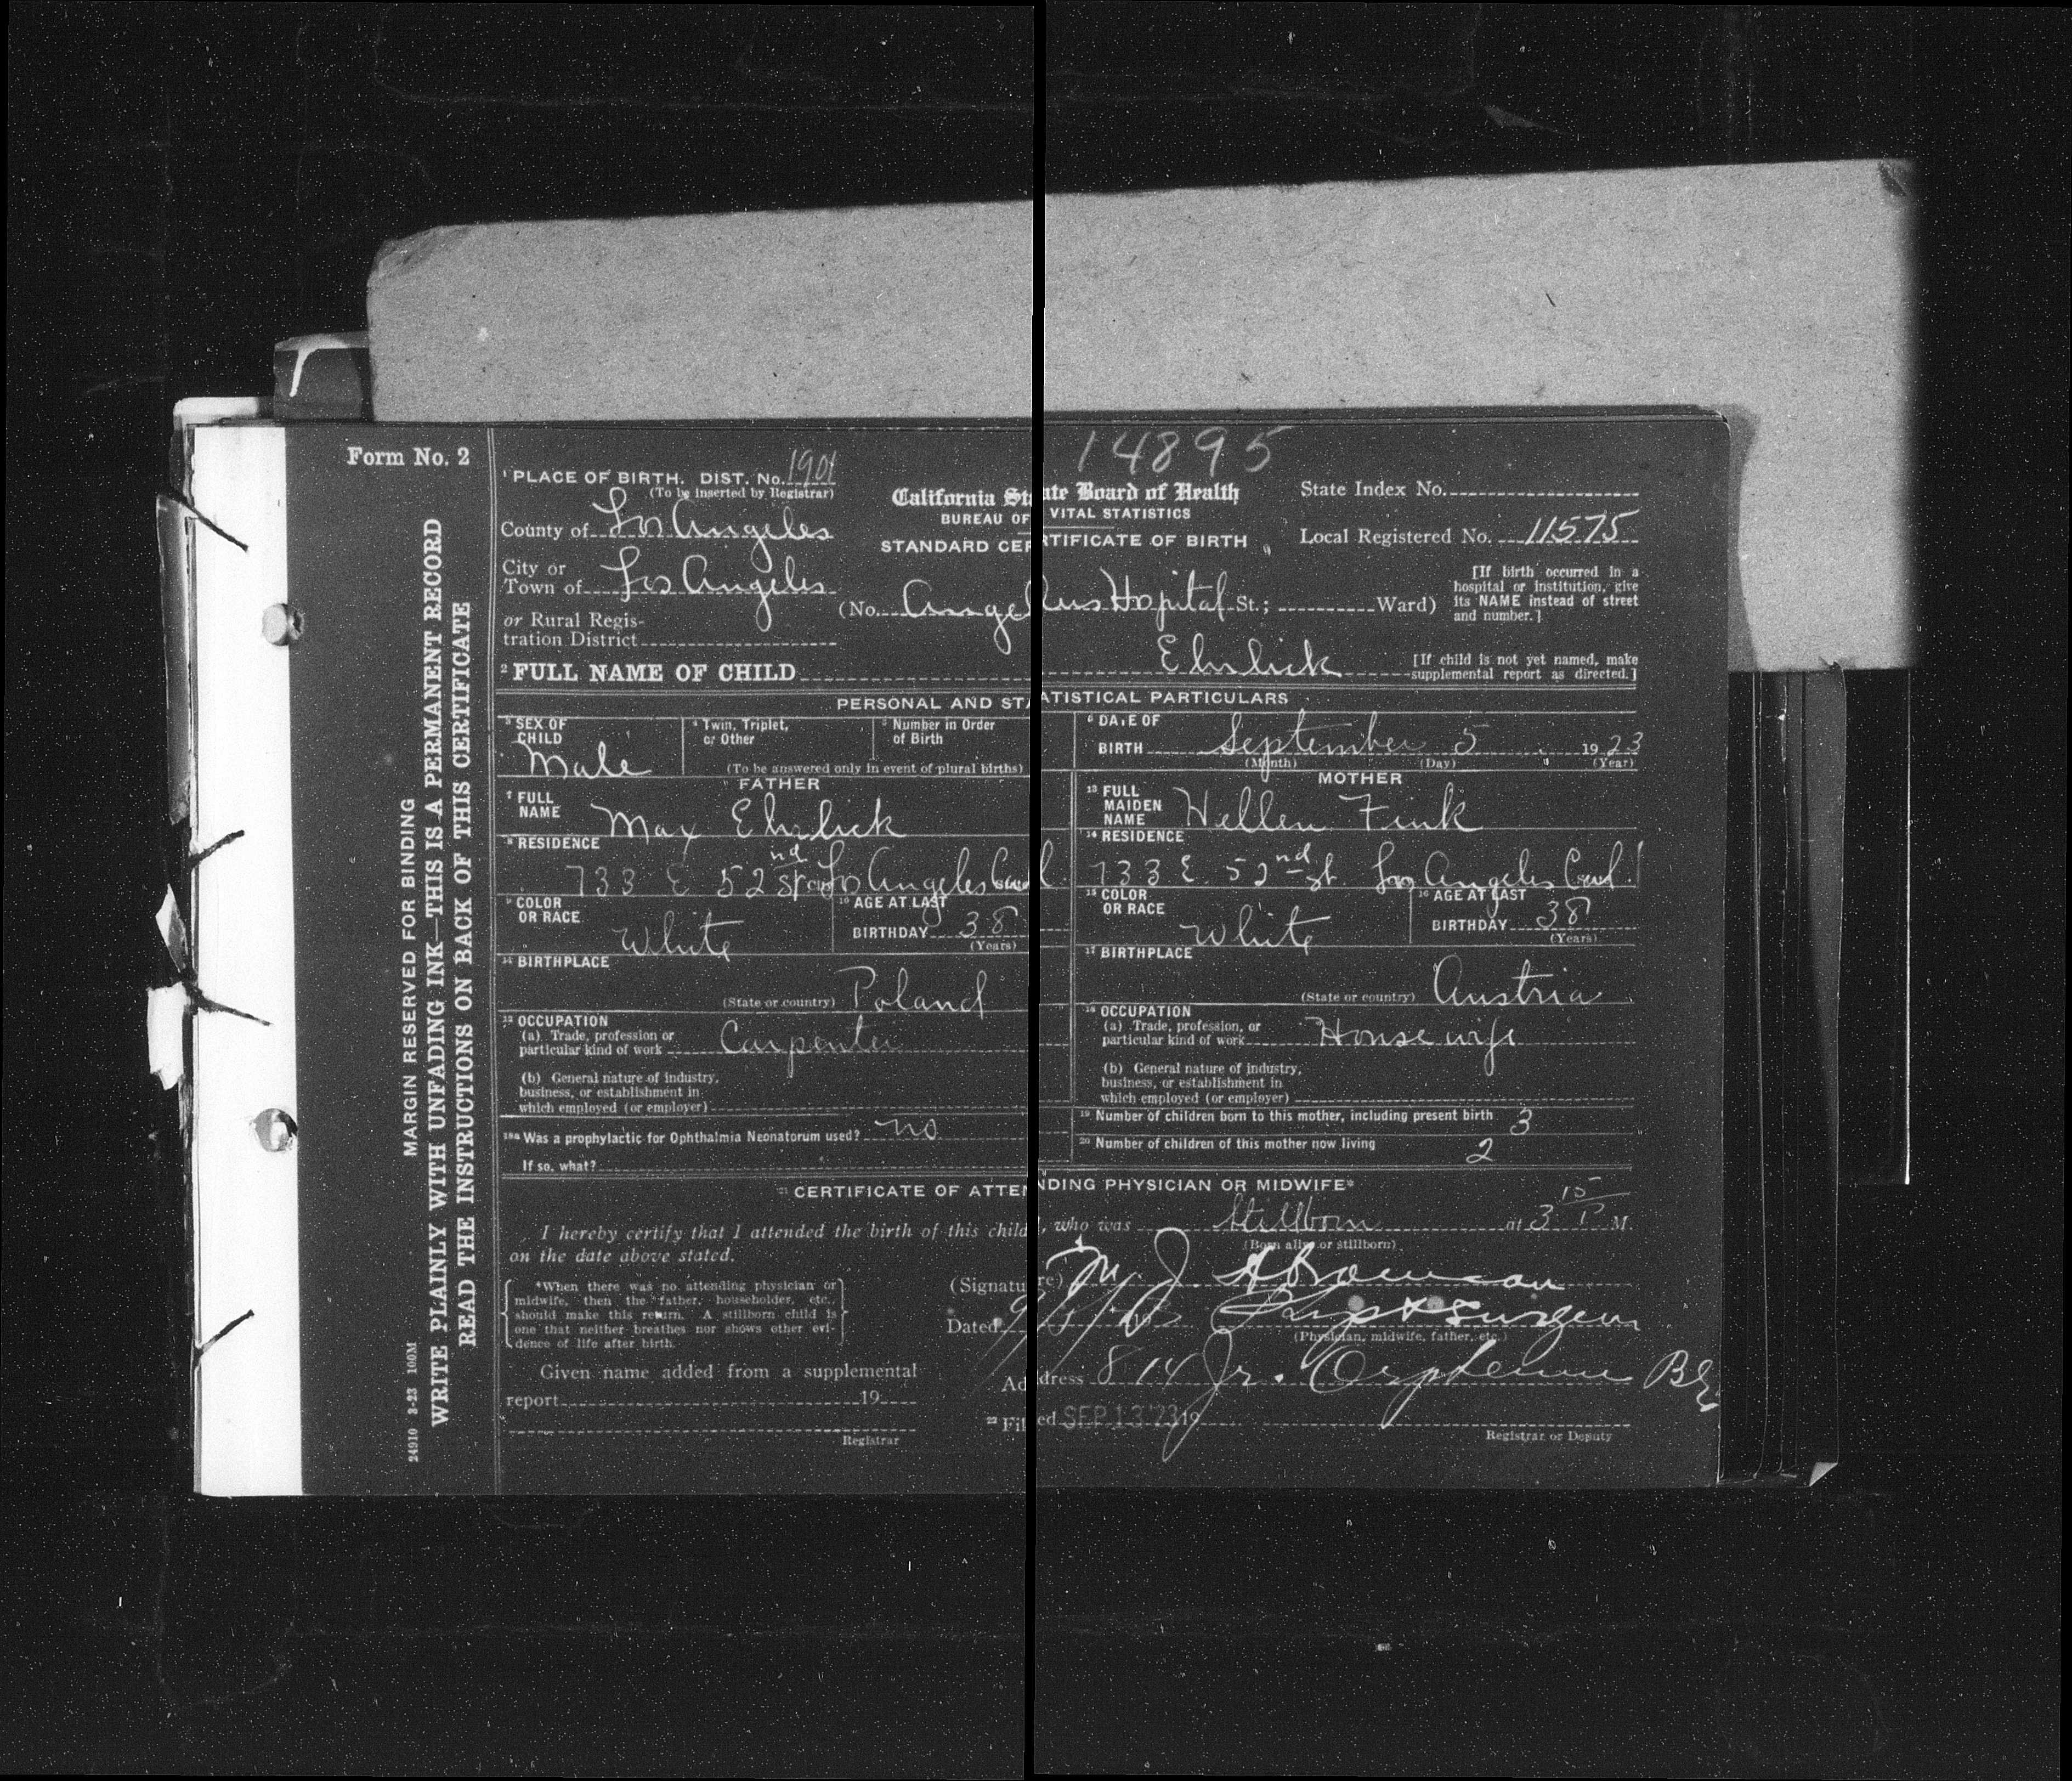 14895
Form No. 2
1 PLACE OF BIRTH. DIST. No. 1901
(To be inserted by Registrar)
County of Los Angeles
City or
Town of Los Angeles
or Rural Regis-
tration District
California State Board of Health
BUREAU OF VITAL STATISTICS
STANDARD CERTIFICATE OF BIRTH
State Index No.
Local Registered No. 11575
(No. Angellus Hopital St.; Ward)
[If birth occurred in a
hospital or institution, give
its NAME instead of street
and number.]
2 FULL NAME OF CHILD Ehrlick
[If child is not yet named, make
supplemental report as directed.]
PERSONAL AND STATISTICAL PARTICULARS
3 SEX OF
CHILD
Male
4 Twin, Triplet,
or Other
5 Number in Order
of Birth
(To be answered only in event of plural births)
6 DATE OF
BIRTH September 5 1923
(Month) (Day) (Year)
FATHER
7 FULL
NAME Max Ehrlick
8 RESIDENCE
733 E 52nd St Los Angeles Cal.
9 COLOR
OR RACE White
10 AGE AT LAST
BIRTHDAY 38
(Years)
11 BIRTHPLACE
(State or country) Poland
12 OCCUPATION
(a) Trade, profession or
particular kind of work Carpenter
(b) General nature of industry,
business, or establishment in
which employed (or employer)
18a Was a prophylactic for Ophthalmia Neonatorum used? no
If so, what?
MOTHER
13 FULL
MAIDEN
NAME Hellen Fink
14 RESIDENCE
733 E. 52nd St. Los Angeles Cal.
15 COLOR
OR RACE White
16 AGE AT LAST
BIRTHDAY 38
(Years)
17 BIRTHPLACE
(State or country) Austria
18 OCCUPATION
(a) Trade, profession, or
particular kind of work House wife
(b) General nature of industry,
business, or establishment in
which employed (or employer)
19 Number of children born to this mother, including present birth 3
20 Number of children of this mother now living 2
21 CERTIFICATE OF ATTENDING PHYSICIAN OR MIDWIFE*
I hereby certify that I attended the birth of this child, who was Stillborn at 3 15 P M.
(Born alive or stillborn)
on the date above stated.
*When there was no attending physician or
midwife, then the father, householder, etc.,
should make this return. A stillborn child is
one that neither breathes nor shows other evi-
dence of life after birth.
(Signature) M. J. Abramson
Dated Phys & Surgeon
(Physician, midwife, father, etc.)
Given name added from a supplemental
report 19
Registrar
Address 814 Jr. Orpheum Bl
22 Filed SEP 13 '23 19
Registrar or Deputy
MARGIN RESERVED FOR BINDING
WRITE PLAINLY WITH UNFADING INK—THIS IS A PERMANENT RECORD
READ THE INSTRUCTIONS ON BACK OF THIS CERTIFICATE
24910 3-23 100M